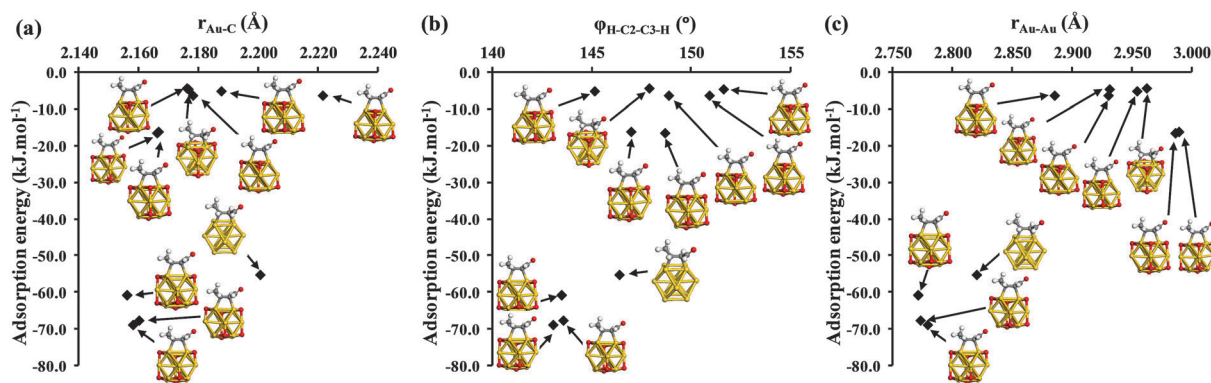 (a)
r_Au-C (Å)
2.140 2.160 2.180 2.200 2.220 2.240
0.0
-10.0
-20.0
-30.0
-40.0
-50.0
-60.0
-70.0
-80.0
Adsorption energy (kJ.mol⁻¹)
(b)
φ_H-C2-C3-H (°)
140 145 150 155
0.0
-10.0
-20.0
-30.0
-40.0
-50.0
-60.0
-70.0
-80.0
Adsorption energy (kJ.mol⁻¹)
(c)
r_Au-Au (Å)
2.750 2.800 2.850 2.900 2.950 3.000
0.0
-10.0
-20.0
-30.0
-40.0
-50.0
-60.0
-70.0
-80.0
Adsorption energy (kJ.mol⁻¹)